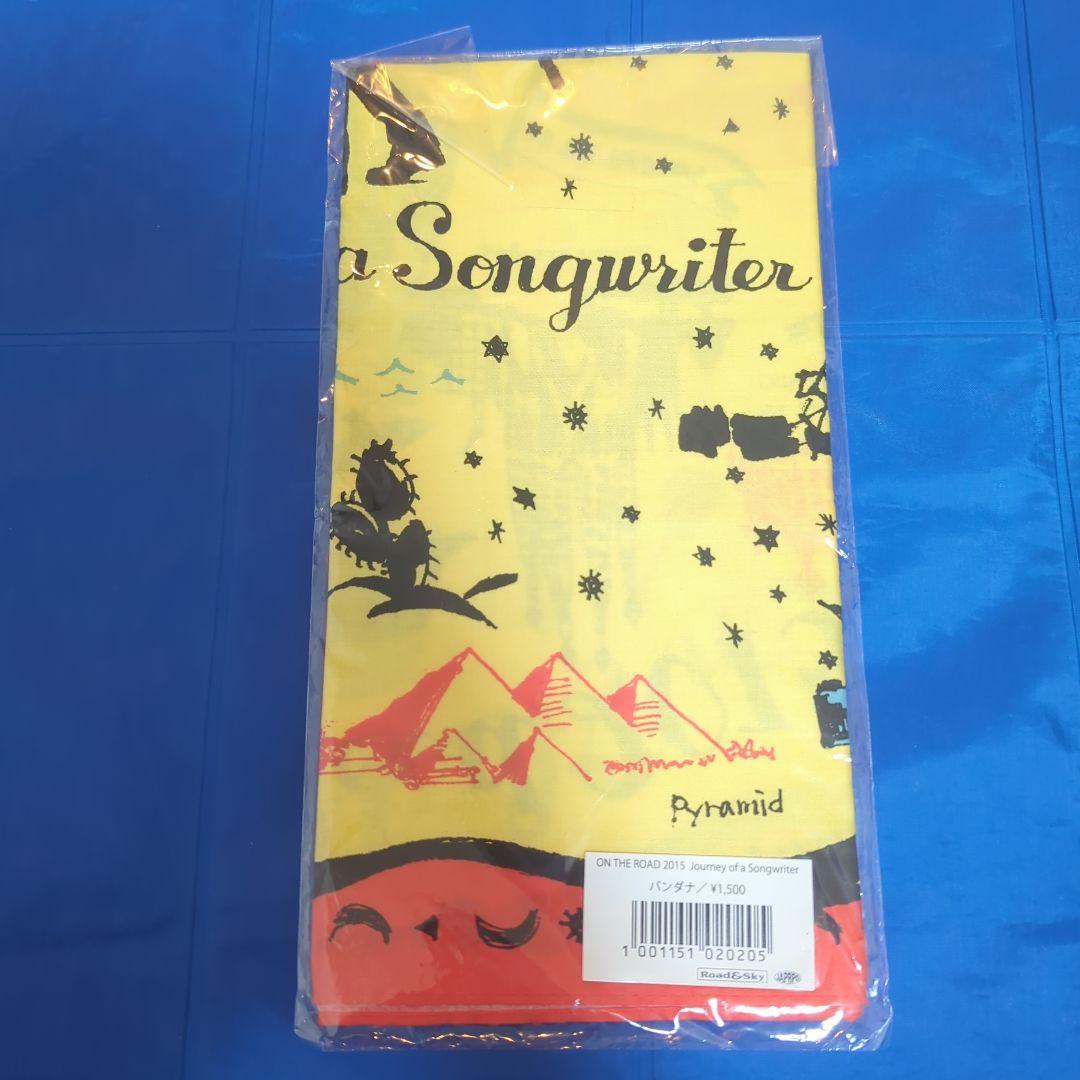 a Songwriter
Pyramid
ON THE ROAD 2015 Journey of a Songwriter
バンダナ／¥1,500
1 001151 020205
Road&Sky
JAPRPO